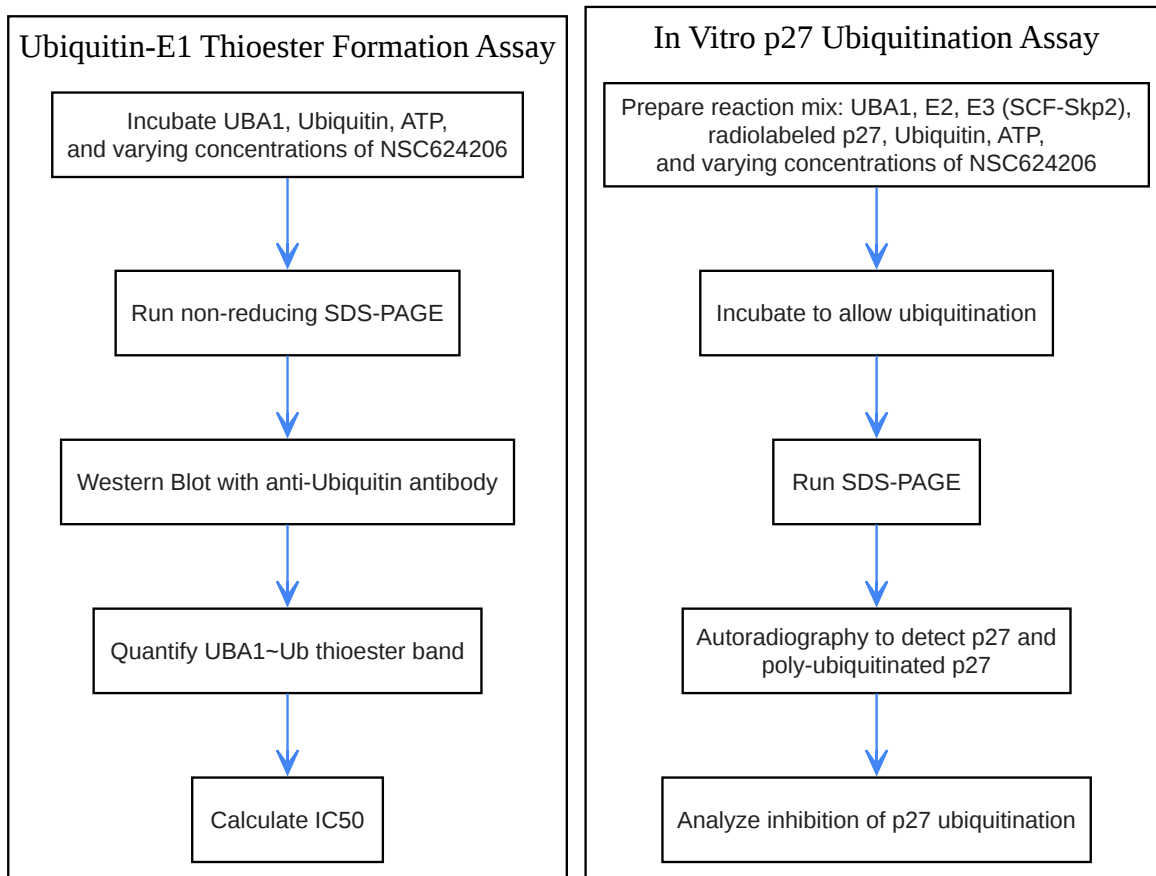 Ubiquitin-E1 Thioester Formation Assay
Incubate UBA1, Ubiquitin, ATP,
and varying concentrations of NSC624206
Run non-reducing SDS-PAGE
Western Blot with anti-Ubiquitin antibody
Quantify UBA1~Ub thioester band
Calculate IC50
In Vitro p27 Ubiquitination Assay
Prepare reaction mix: UBA1, E2, E3 (SCF-Skp2),
radiolabeled p27, Ubiquitin, ATP,
and varying concentrations of NSC624206
Incubate to allow ubiquitination
Run SDS-PAGE
Autoradiography to detect p27 and
poly-ubiquitinated p27
Analyze inhibition of p27 ubiquitination